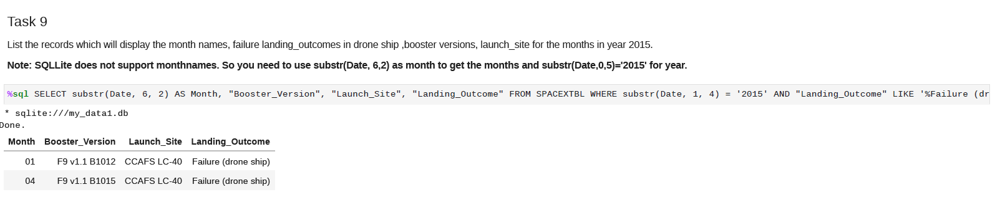 Task 9
List the records which will display the month names, failure landing_outcomes in drone ship ,booster versions, launch_site for the months in year 2015.
Note: SQLLite does not support monthnames. So you need to use substr(Date, 6,2) as month to get the months and substr(Date,0,5)='2015' for year.
%sql SELECT substr(Date, 6, 2) AS Month, "Booster_Version", "Launch_Site", "Landing_Outcome" FROM SPACEXTBL WHERE substr(Date, 1, 4) = '2015' AND "Landing_Outcome" LIKE '%Failure (dr
* sqlite:///my_data1.db
Done.
Month Booster_Version Launch_Site Landing_Outcome
01 F9 v1.1 B1012 CCAFS LC-40 Failure (drone ship)
04 F9 v1.1 B1015 CCAFS LC-40 Failure (drone ship)